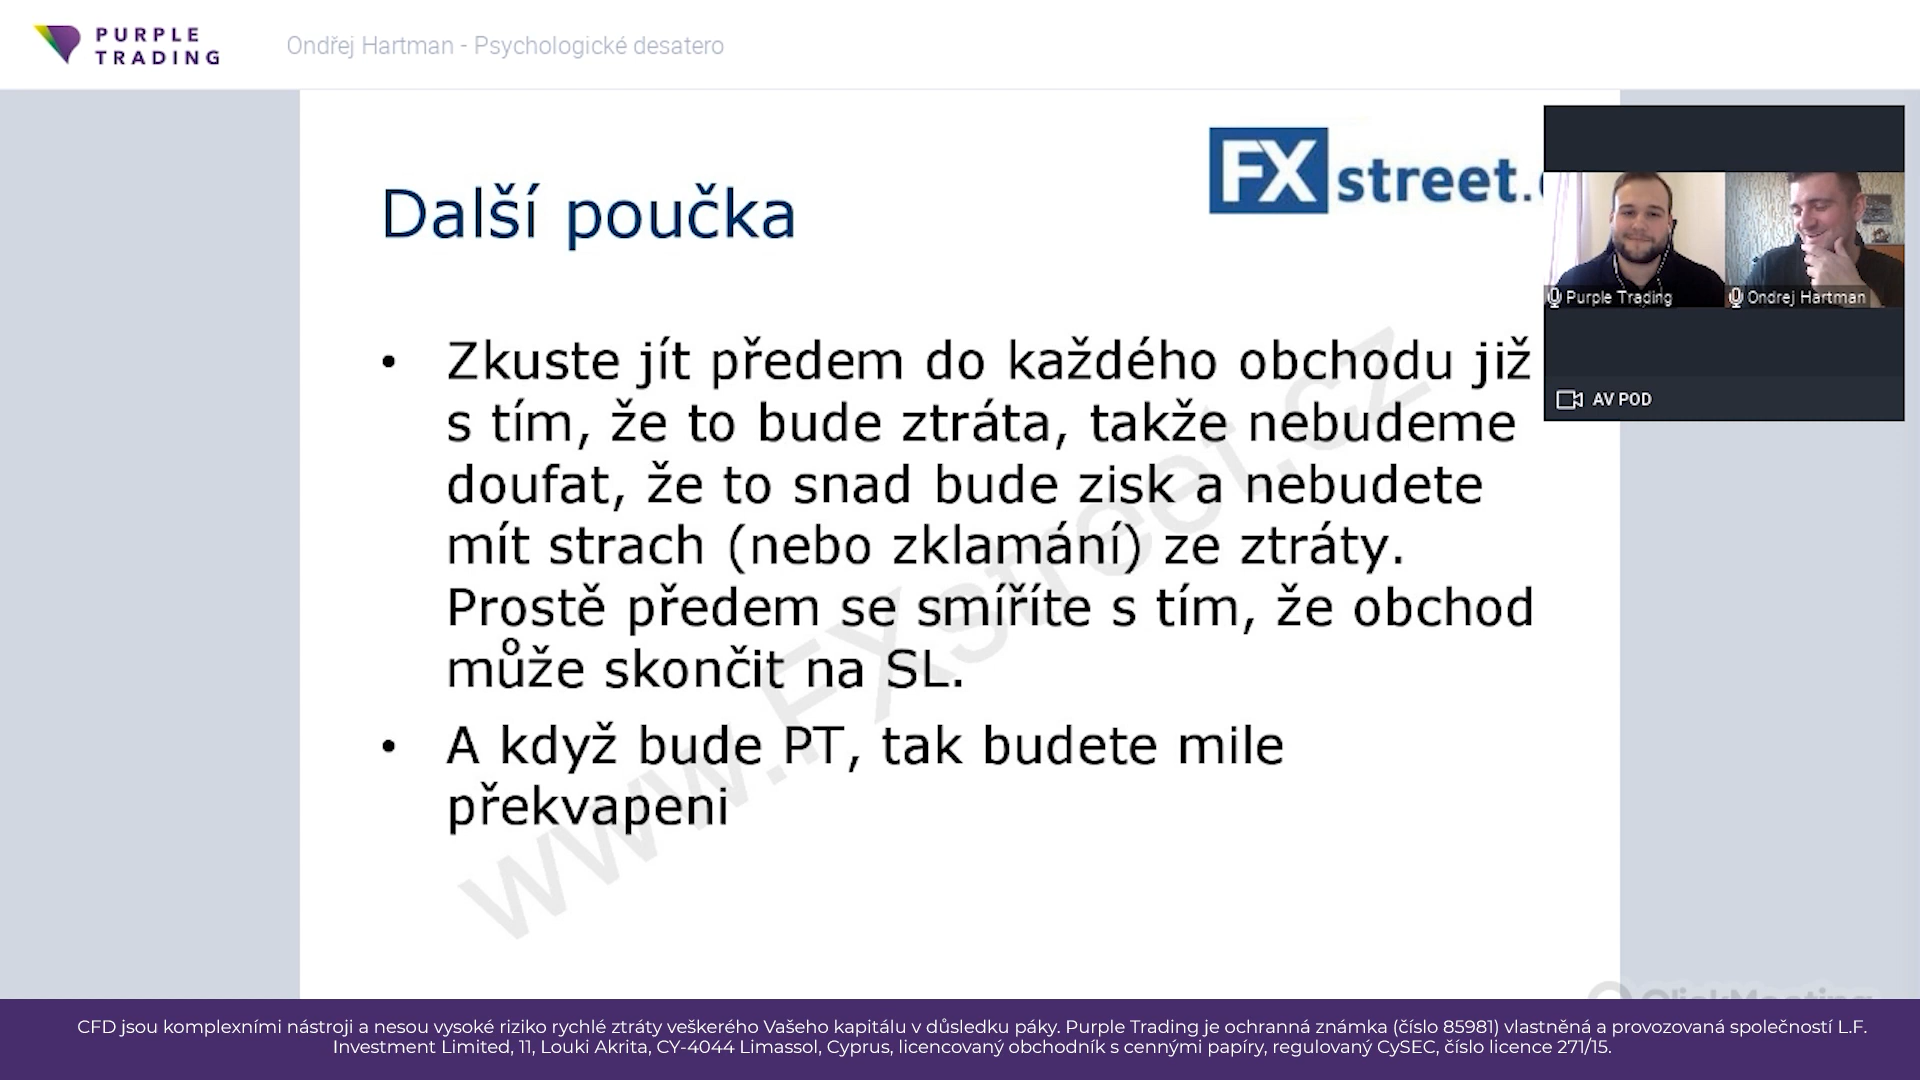 PURPLE
TRADING
Ondřej Hartman - Psychologické desatero
FXstreet.
Další poučka
Purple Trading
Ondrej Hartman
AV POD
• Zkuste jít předem do každého obchodu již
s tím, že to bude ztráta, takže nebudeme
doufat, že to snad bude zisk a nebudete
mít strach (nebo zklamání) ze ztráty.
Prostě předem se smíříte s tím, že obchod
může skončit na SL.
• A když bude PT, tak budete mile
překvapeni
www.FXstreet.cz
ClickMeeting
CFD jsou komplexními nástroji a nesou vysoké riziko rychlé ztráty veškerého Vašeho kapitálu v důsledku páky. Purple Trading je ochranná známka (číslo 85981) vlastněná a provozovaná společností L.F.
Investment Limited, 11, Louki Akrita, CY-4044 Limassol, Cyprus, licencovaný obchodník s cennými papíry, regulovaný CySEC, číslo licence 271/15.